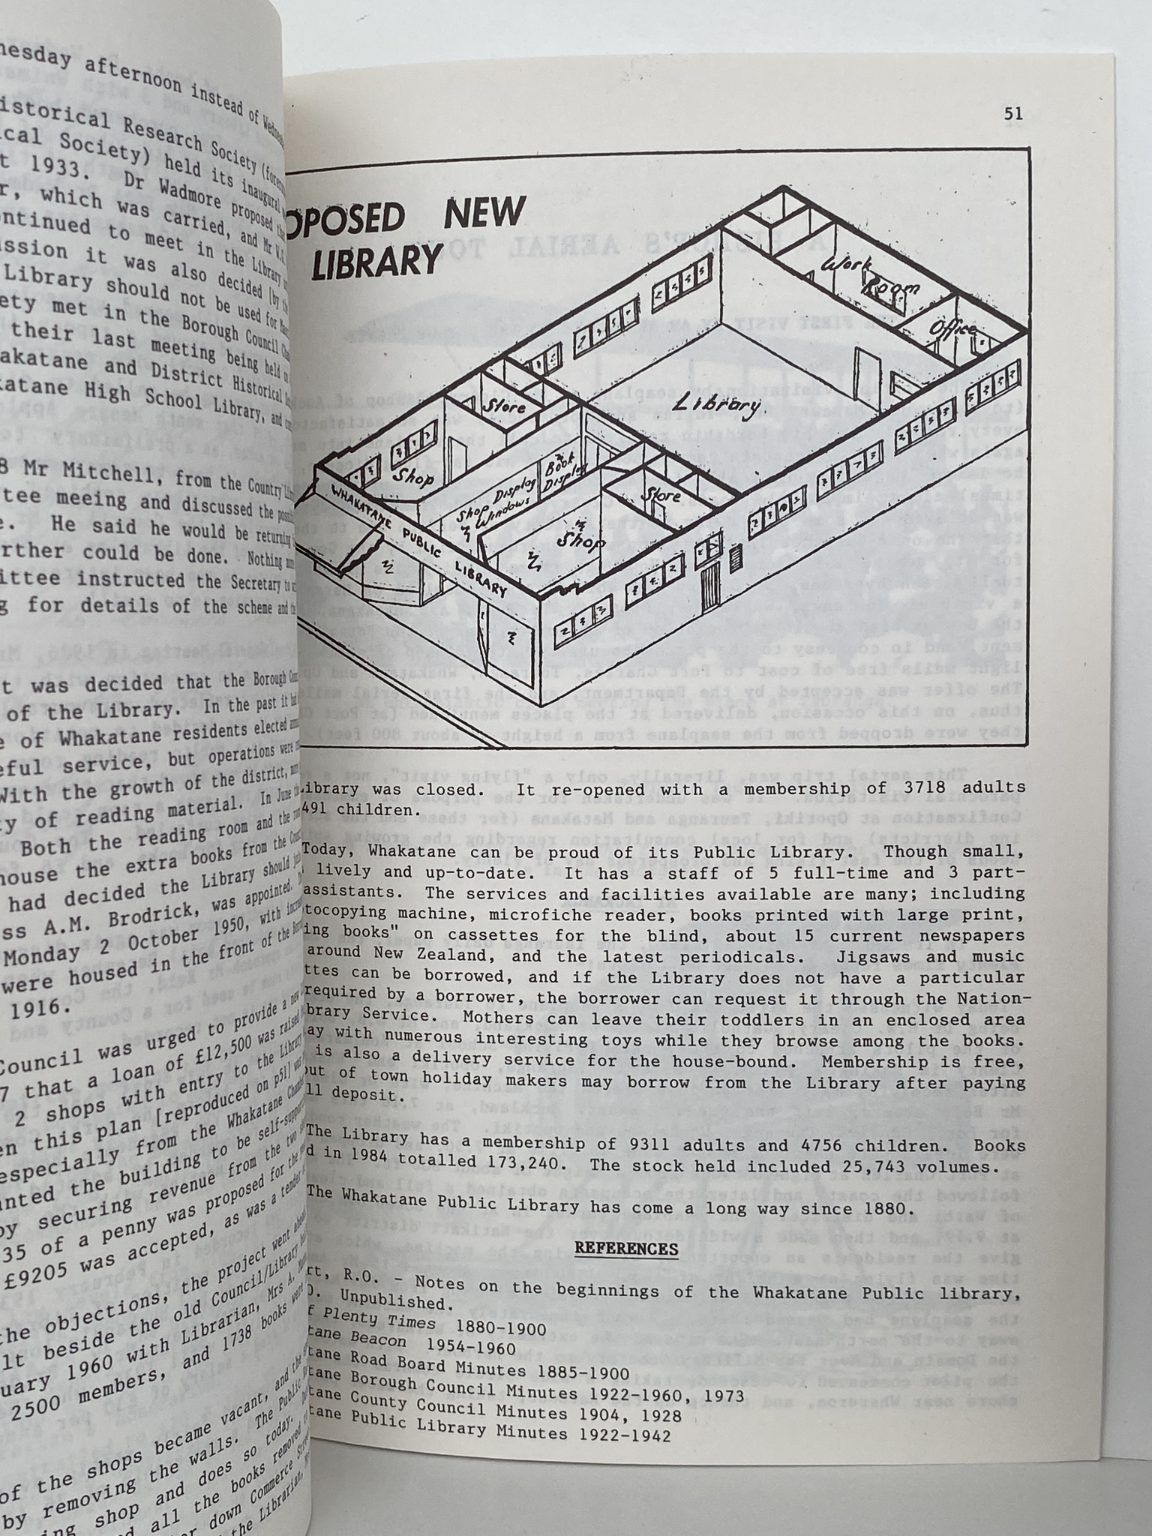 nesday afternoon instead of
istorical Research Society
ical Society) held its inaugural
t 1933. Dr Wadmore proposed
r, which was carried, and Mr
ontinued to meet in the Library
ission it was also decided [by
Library should not be used for
ety met in the Borough Council
their last meeting being held
akatane and District Historical
katane High School Library, and
8 Mr Mitchell, from the Country
ttee meeing and discussed the
e. He said he would be returning
urther could be done. Nothing
ittee instructed the Secretary to
g for details of the scheme and
t was decided that the Borough
of the Library. In the past it
e of Whakatane residents elected
eful service, but operations were
With the growth of the district,
y of reading material. In June
Both the reading room and the
house the extra books from the
had decided the Library should
ss A.M. Brodrick, was appointed.
Monday 2 October 1950, with
were housed in the front of the
1916.
Council was urged to provide a new
7 that a loan of £12,500 was raised
2 shops with entry to the Library
en this plan [reproduced on p51]
especially from the Whakatane
anted the building to be
by securing revenue from the two
35 of a penny was proposed for the
£9205 was accepted, as was a tender
the objections, the project went
lt beside the old Council/Library
uary 1960 with Librarian, Mrs A.
2500 members, and 1738 books were
of the shops became vacant, and the
by removing the walls. The Public
ing shop and does so today.
all the books removed
down Commerce
the Librarian,
51
OPOSED NEW
LIBRARY
Work
Room
Office
Library.
Store
Shop
Shop Display
Windows
Book
Display
Store
Shop
WHAKATANE PUBLIC LIBRARY
ibrary was closed. It re-opened with a membership of 3718 adults
491 children.
Today, Whakatane can be proud of its Public Library. Though small,
lively and up-to-date. It has a staff of 5 full-time and 3 part-
assistants. The services and facilities available are many; including
tocopying machine, microfiche reader, books printed with large print,
ing books" on cassettes for the blind, about 15 current newspapers
around New Zealand, and the latest periodicals. Jigsaws and music
ttes can be borrowed, and if the Library does not have a particular
required by a borrower, the borrower can request it through the Nation-
brary Service. Mothers can leave their toddlers in an enclosed area
ay with numerous interesting toys while they browse among the books.
is also a delivery service for the house-bound. Membership is free,
out of town holiday makers may borrow from the Library after paying
ll deposit.
The Library has a membership of 9311 adults and 4756 children. Books
d in 1984 totalled 173,240. The stock held included 25,743 volumes.
The Whakatane Public Library has come a long way since 1880.
REFERENCES
rt, R.O. - Notes on the beginnings of the Whakatane Public library,
O. Unpublished.
f Plenty Times 1880-1900
tane Beacon 1954-1960
tane Road Board Minutes 1885-1900
tane Borough Council Minutes 1922-1960, 1973
tane County Council Minutes 1904, 1928
tane Public Library Minutes 1922-1942